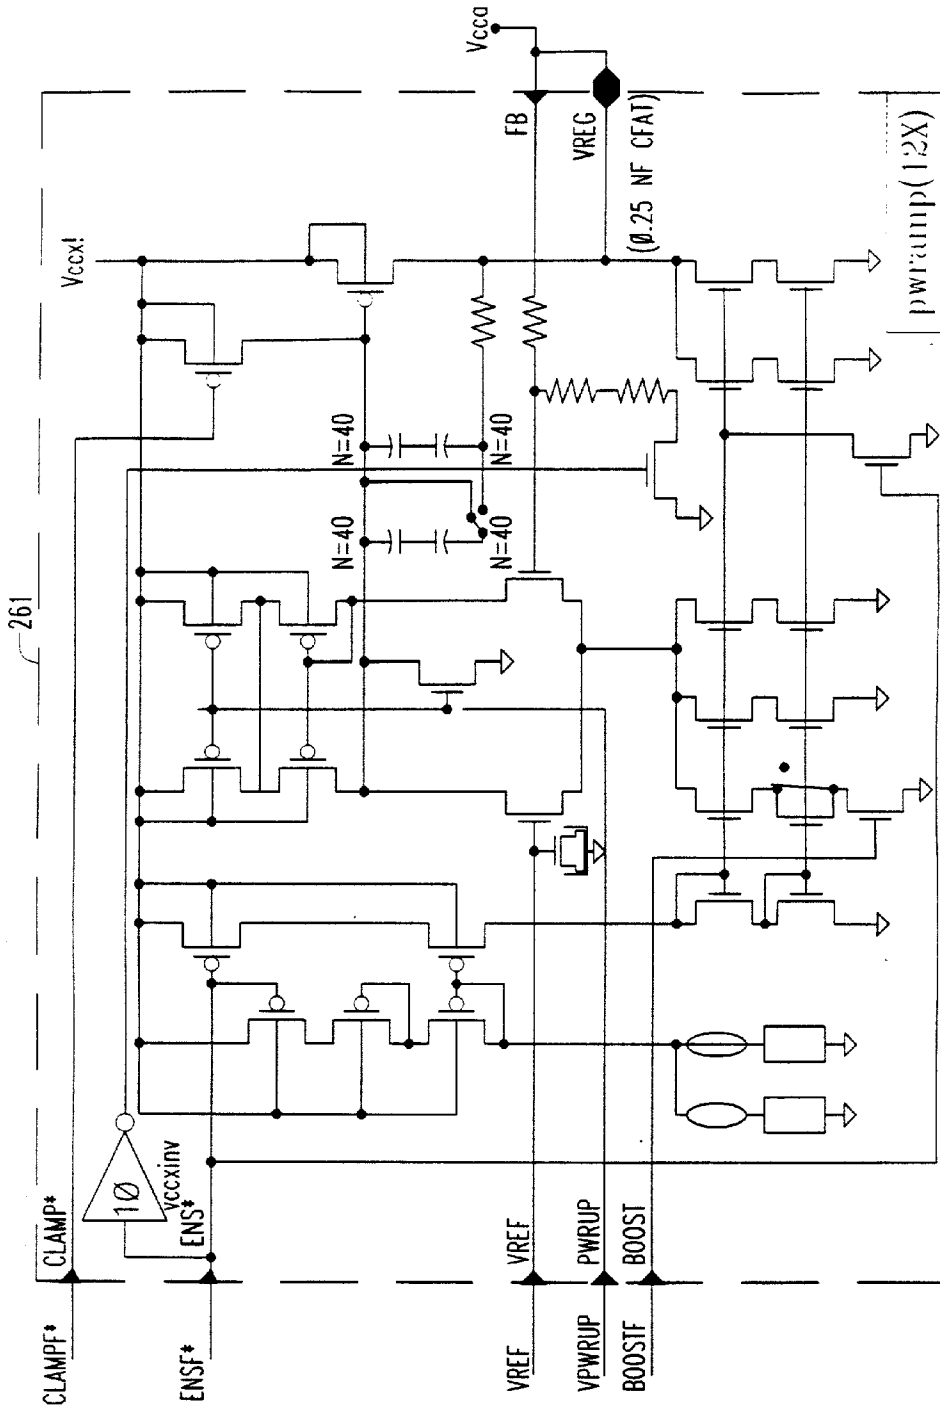 261
Vccx!
Vcca
FB
VREG
(0.25 NF CFAT)
pwramp(12X)
N=40
N=40
N=40
N=40
10
vccxinv
CLAMPF*
CLAMP*
ENSF*
ENS*
VREF
VREF
VPWRUP
PWRUP
BOOSTF
BOOST